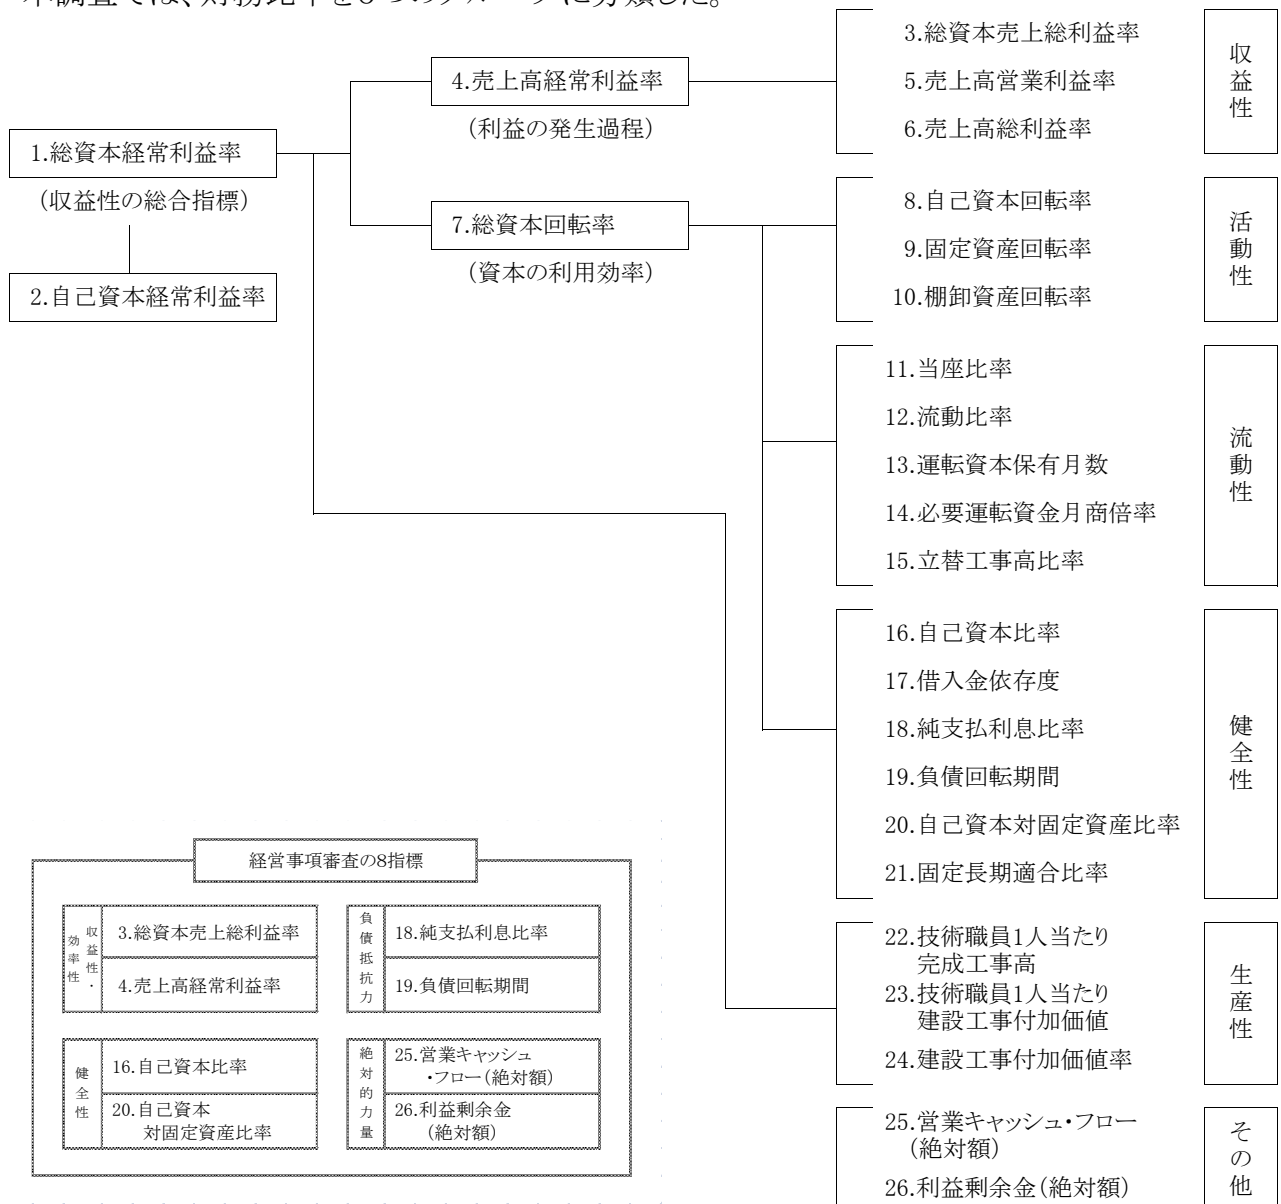 本調査では、財務比率を6つのグループに分類した。
1.総資本経常利益率
（収益性の総合指標）
2.自己資本経常利益率
4.売上高経常利益率
（利益の発生過程）
7.総資本回転率
（資本の利用効率）
3.総資本売上総利益率
5.売上高営業利益率
6.売上高総利益率
収益性
8.自己資本回転率
9.固定資産回転率
10.棚卸資産回転率
活動性
11.当座比率
12.流動比率
13.運転資本保有月数
14.必要運転資金月商倍率
15.立替工事高比率
流動性
16.自己資本比率
17.借入金依存度
18.純支払利息比率
19.負債回転期間
20.自己資本対固定資産比率
21.固定長期適合比率
健全性
22.技術職員1人当たり
完成工事高
23.技術職員1人当たり
建設工事付加価値
24.建設工事付加価値率
生産性
25.営業キャッシュ・フロー
（絶対額）
26.利益剰余金（絶対額）
その他
経営事項審査の8指標
収益性・
効率性
3.総資本売上総利益率
4.売上高経常利益率
負債抵抗力
18.純支払利息比率
19.負債回転期間
健全性
16.自己資本比率
20.自己資本
対固定資産比率
絶対的力量
25.営業キャッシュ
・フロー（絶対額）
26.利益剰余金
（絶対額）